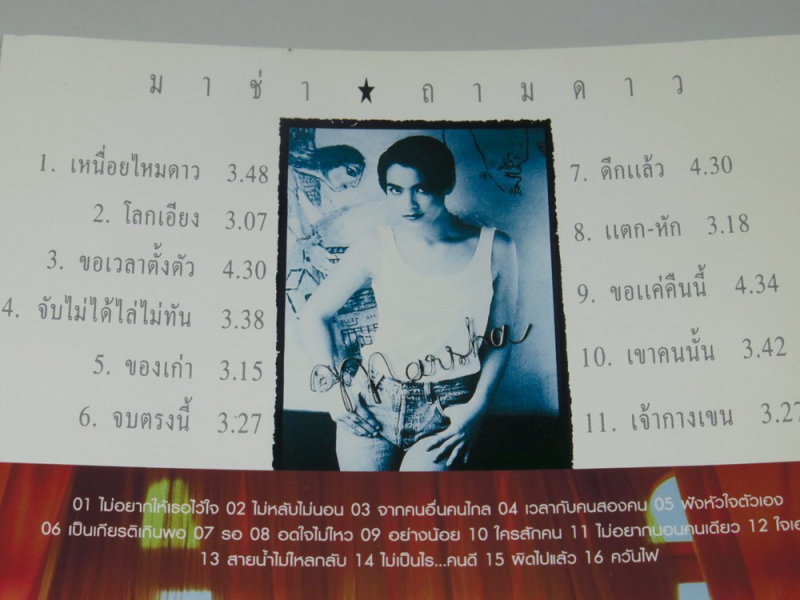 มาช่า ★ ถามดาว
1. เหนื่อยไหมดาว 3.48
2. โลกเอียง 3.07
3. ขอเวลาตั้งตัว 4.30
4. จับไม่ได้ไล่ไม่ทัน 3.38
5. ของเก่า 3.15
6. จบตรงนี้ 3.27
Marsha
7. ดึกแล้ว 4.30
8. แตก-หัก 3.18
9. ขอแค่คืนนี้ 4.34
10. เขาคนนั้น 3.42
11. เจ้ากางเขน 3.27
01 ไม่อยากให้เธอไว้ใจ 02 ไม่หลับไม่นอน 03 จากคนอื่นคนไกล 04 เวลากับคนสองคน 05 ฟังหัวใจตัวเอง
06 เป็นเกียรติเกินพอ 07 รอ 08 อดใจไม่ไหว 09 อย่างน้อย 10 ใครสักคน 11 ไม่อยากนอนคนเดียว 12
13 สายน้ำไม่ไหลกลับ 14 ไม่เป็นไร...คนดี 15 ผิดไปแล้ว 16 ควันไฟ